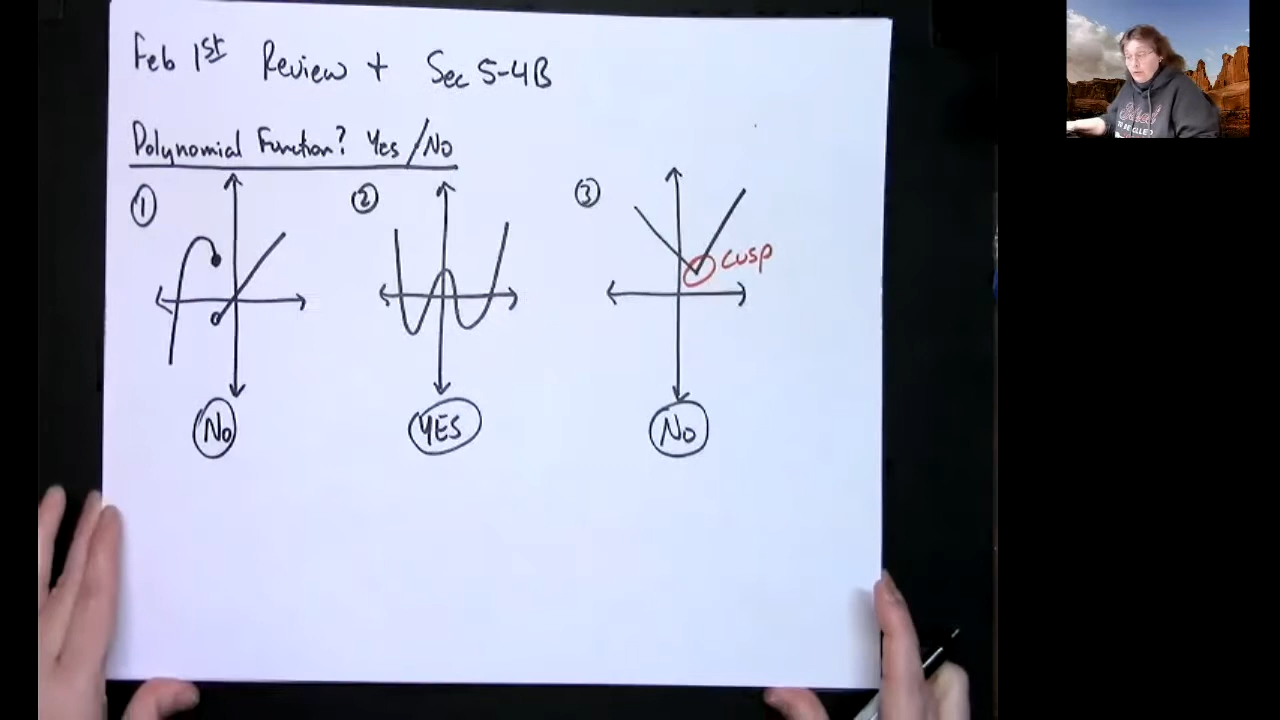 Feb 1st Review + Sec 5-4B
Polynomial Function? Yes/No
① ② ③
cusp
No YES No